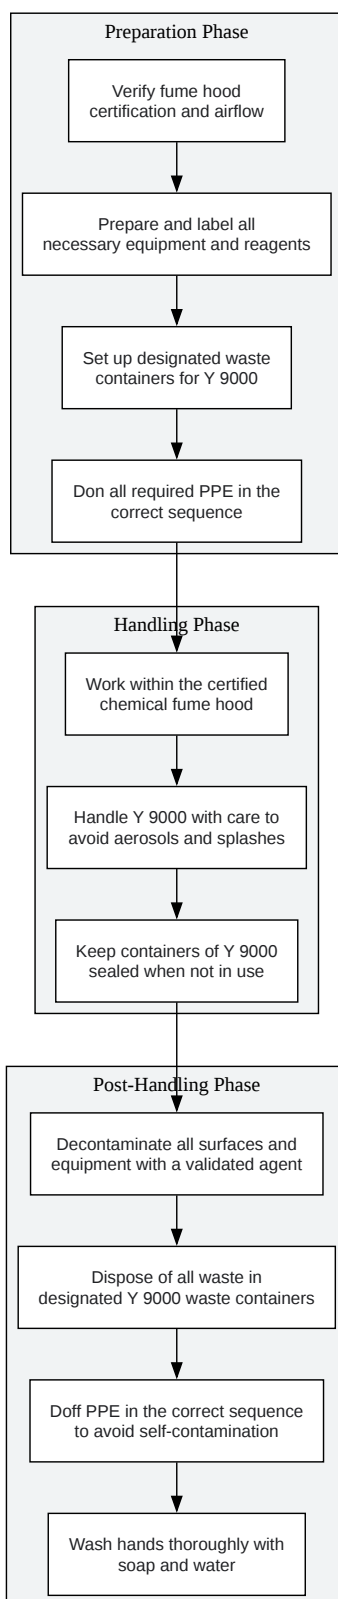 Preparation Phase
Verify fume hood
certification and airflow
Prepare and label all
necessary equipment and reagents
Set up designated waste
containers for Y 9000
Don all required PPE in the
correct sequence
Handling Phase
Work within the certified
chemical fume hood
Handle Y 9000 with care to
avoid aerosols and splashes
Keep containers of Y 9000
sealed when not in use
Post-Handling Phase
Decontaminate all surfaces and
equipment with a validated agent
Dispose of all waste in
designated Y 9000 waste containers
Doff PPE in the correct sequence
to avoid self-contamination
Wash hands thoroughly with
soap and water